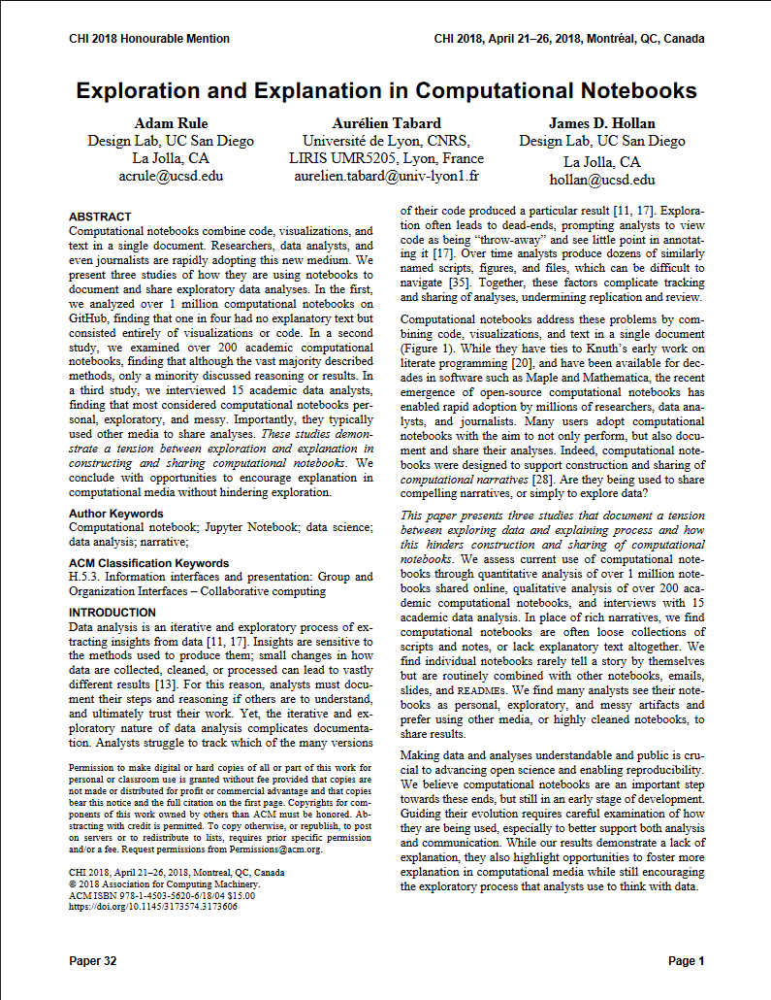 CHI 2018 Honourable Mention
CHI 2018, April 21–26, 2018, Montréal, QC, Canada
Exploration and Explanation in Computational Notebooks
Adam Rule
Design Lab, UC San Diego
La Jolla, CA
acrule@ucsd.edu
Aurélien Tabard
Université de Lyon, CNRS,
LIRIS UMR5205, Lyon, France
aurelien.tabard@univ-lyon1.fr
James D. Hollan
Design Lab, UC San Diego
La Jolla, CA
hollan@ucsd.edu
ABSTRACT
Computational notebooks combine code, visualizations, and
text in a single document. Researchers, data analysts, and
even journalists are rapidly adopting this new medium. We
present three studies of how they are using notebooks to
document and share exploratory data analyses. In the first,
we analyzed over 1 million computational notebooks on
GitHub, finding that one in four had no explanatory text but
consisted entirely of visualizations or code. In a second
study, we examined over 200 academic computational
notebooks, finding that although the vast majority described
methods, only a minority discussed reasoning or results. In
a third study, we interviewed 15 academic data analysts,
finding that most considered computational notebooks per-
sonal, exploratory, and messy. Importantly, they typically
used other media to share analyses. These studies demon-
strate a tension between exploration and explanation in
constructing and sharing computational notebooks. We
conclude with opportunities to encourage explanation in
computational media without hindering exploration.
Author Keywords
Computational notebook; Jupyter Notebook; data science;
data analysis; narrative;
ACM Classification Keywords
H.5.3. Information interfaces and presentation: Group and
Organization Interfaces – Collaborative computing
INTRODUCTION
Data analysis is an iterative and exploratory process of ex-
tracting insights from data [11, 17]. Insights are sensitive to
the methods used to produce them; small changes in how
data are collected, cleaned, or processed can lead to vastly
different results [13]. For this reason, analysts must docu-
ment their steps and reasoning if others are to understand,
and ultimately trust their work. Yet, the iterative and ex-
ploratory nature of data analysis complicates documenta-
tion. Analysts struggle to track which of the many versions
Permission to make digital or hard copies of all or part of this work for
personal or classroom use is granted without fee provided that copies are
not made or distributed for profit or commercial advantage and that copies
bear this notice and the full citation on the first page. Copyrights for com-
ponents of this work owned by others than ACM must be honored. Ab-
stracting with credit is permitted. To copy otherwise, or republish, to post
on servers or to redistribute to lists, requires prior specific permission
and/or a fee. Request permissions from Permissions@acm.org.
CHI 2018, April 21–26, 2018, Montreal, QC, Canada
© 2018 Association for Computing Machinery.
ACM ISBN 978-1-4503-5620-6/18/04 $15.00
https://doi.org/10.1145/3173574.3173606
of their code produced a particular result [11, 17]. Explora-
tion often leads to dead-ends, prompting analysts to view
code as being “throw-away” and see little point in annotat-
ing it [17]. Over time analysts produce dozens of similarly
named scripts, figures, and files, which can be difficult to
navigate [35]. Together, these factors complicate tracking
and sharing of analyses, undermining replication and review.
Computational notebooks address these problems by com-
bining code, visualizations, and text in a single document
(Figure 1). While they have ties to Knuth’s early work on
literate programming [20], and have been available for dec-
ades in software such as Maple and Mathematica, the recent
emergence of open-source computational notebooks has
enabled rapid adoption by millions of researchers, data ana-
lysts, and journalists. Many users adopt computational
notebooks with the aim to not only perform, but also docu-
ment and share their analyses. Indeed, computational note-
books were designed to support construction and sharing of
computational narratives [28]. Are they being used to share
compelling narratives, or simply to explore data?
This paper presents three studies that document a tension
between exploring data and explaining process and how
this hinders construction and sharing of computational
notebooks. We assess current use of computational note-
books through quantitative analysis of over 1 million note-
books shared online, qualitative analysis of over 200 aca-
demic computational notebooks, and interviews with 15
academic data analysts. In place of rich narratives, we find
computational notebooks are often loose collections of
scripts and notes, or lack explanatory text altogether. We
find individual notebooks rarely tell a story by themselves
but are routinely combined with other notebooks, emails,
slides, and READMEs. We find many analysts see their note-
books as personal, exploratory, and messy artifacts and
prefer using other media, or highly cleaned notebooks, to
share results.
Making data and analyses understandable and public is cru-
cial to advancing open science and enabling reproducibility.
We believe computational notebooks are an important step
towards these ends, but still in an early stage of development.
Guiding their evolution requires careful examination of how
they are being used, especially to better support both analysis
and communication. While our results demonstrate a lack of
explanation, they also highlight opportunities to foster more
explanation in computational media while still encouraging
the exploratory process that analysts use to think with data.
Paper 32
Page 1